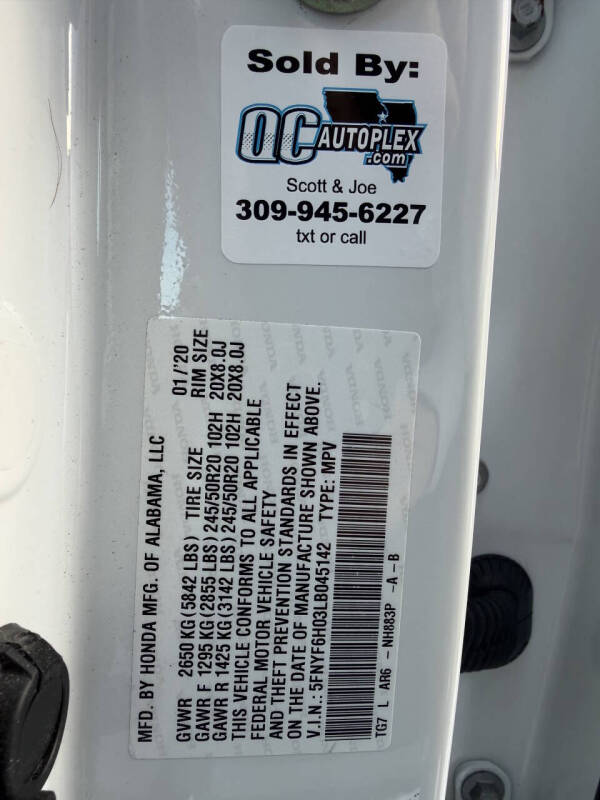 Sold By:
QC AUTOPLEX
.com
Scott & Joe
309-945-6227
txt or call
MFD. BY HONDA MFG. OF ALABAMA, LLC 01/'20
TIRE SIZE RIM SIZE
GVWR 2650 KG (5842 LBS)
GAWR F 1295 KG (2855 LBS) 245/50R20 102H 20X8.0J
GAWR R 1425 KG (3142 LBS) 245/50R20 102H 20X8.0J
THIS VEHICLE CONFORMS TO ALL APPLICABLE
FEDERAL MOTOR VEHICLE SAFETY
AND THEFT PREVENTION STANDARDS IN EFFECT
ON THE DATE OF MANUFACTURE SHOWN ABOVE.
V.I.N.: 5FNYF6H03LB045142 TYPE: MPV
TG7 L AR6 - NH883P -A - B